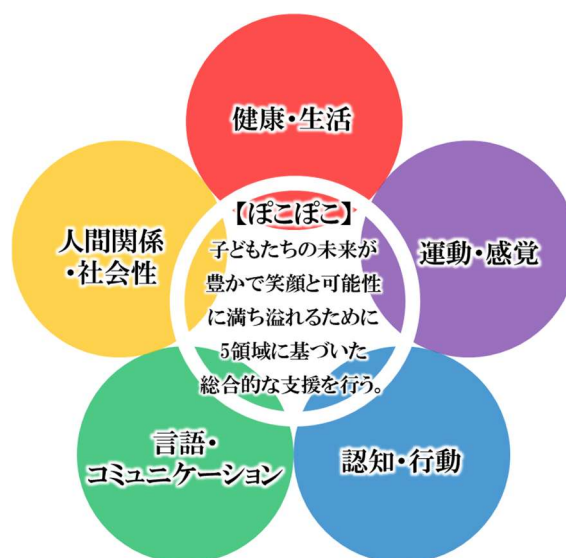 健康・生活
人間関係
・社会性
運動・感覚
【ぽこぽこ】
子どもたちの未来が
豊かで笑顔と可能性
に満ち溢れるために
5領域に基づいた
総合的な支援を行う。
言語・
コミュニケーション
認知・行動